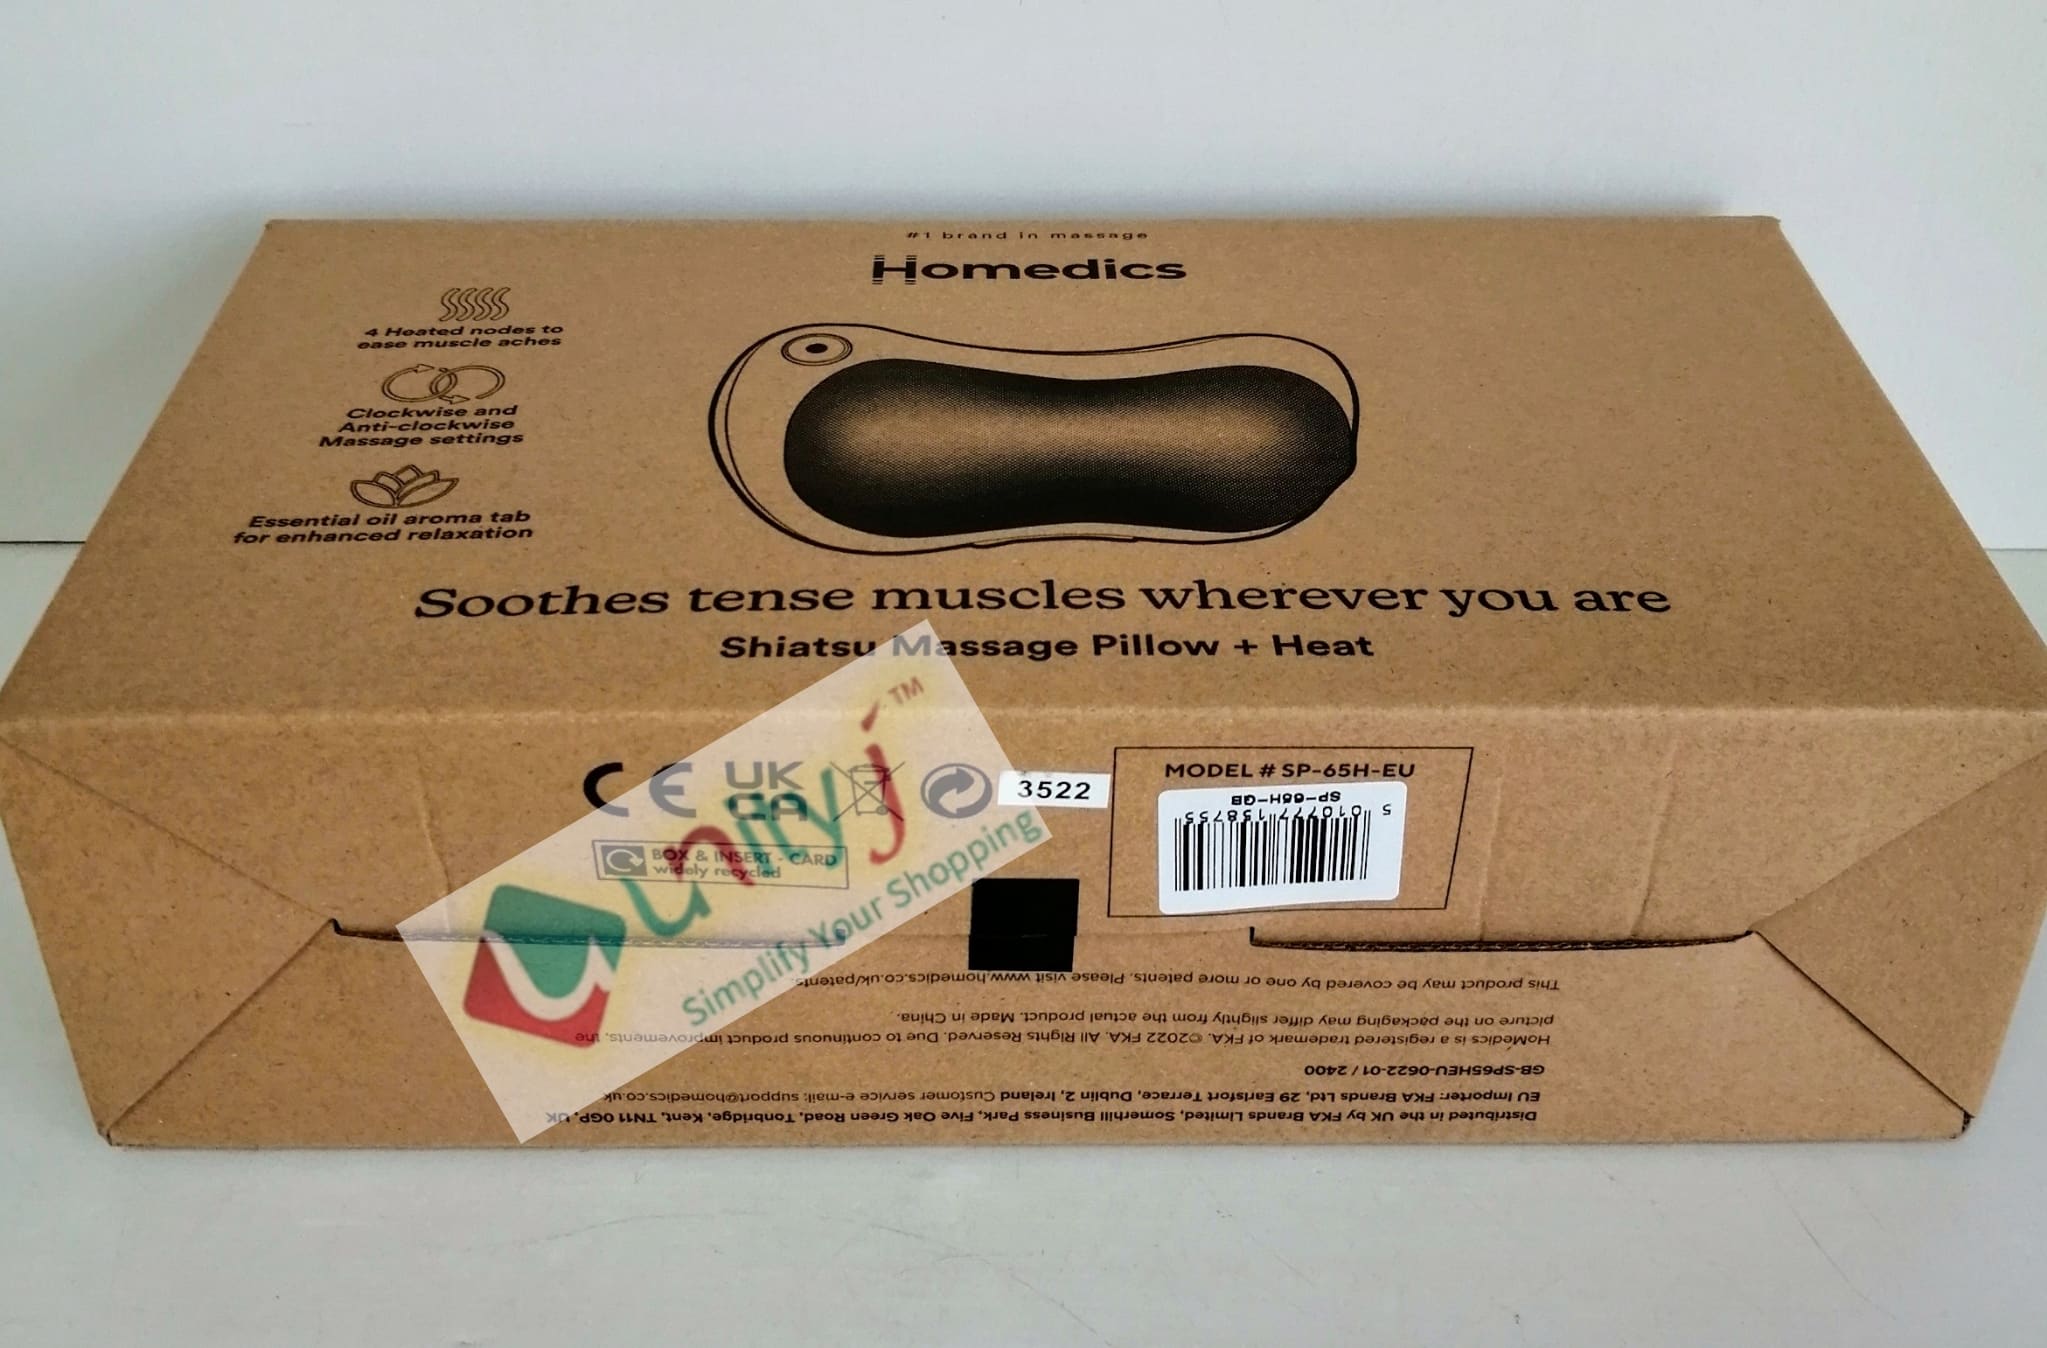 #1 brand in massage
Homedics
4 Heated nodes to
ease muscle aches
Clockwise and
Anti-clockwise
Massage settings
Essential oil aroma tab
for enhanced relaxation
Soothes tense muscles wherever you are
Shiatsu Massage Pillow + Heat
CE UK
CA
3522
BOX & INSERT - CARD
widely recycled
MODEL # SP-65H-EU
SP-65H-GB
5 010777 158755
unityj™
Simplify Your Shopping
This product may be covered by one or more patents. Please visit www.homedics.co.uk/patents.
HoMedics is a registered trademark of FKA. ©2022 FKA. All Rights Reserved. Due to continuous product improvements, the
picture on the packaging may differ slightly from the actual product. Made in China.
GB-SP65HEU-0622-01 / 2400
EU Importer: FKA Brands Ltd, 29 Earlsfort Terrace, Dublin 2, Ireland Customer service e-mail: support@homedics.co.uk
Distributed in the UK by FKA Brands Limited, Somerhill Business Park, Five Oak Green Road, Tonbridge, Kent, TN11 0GP, UK